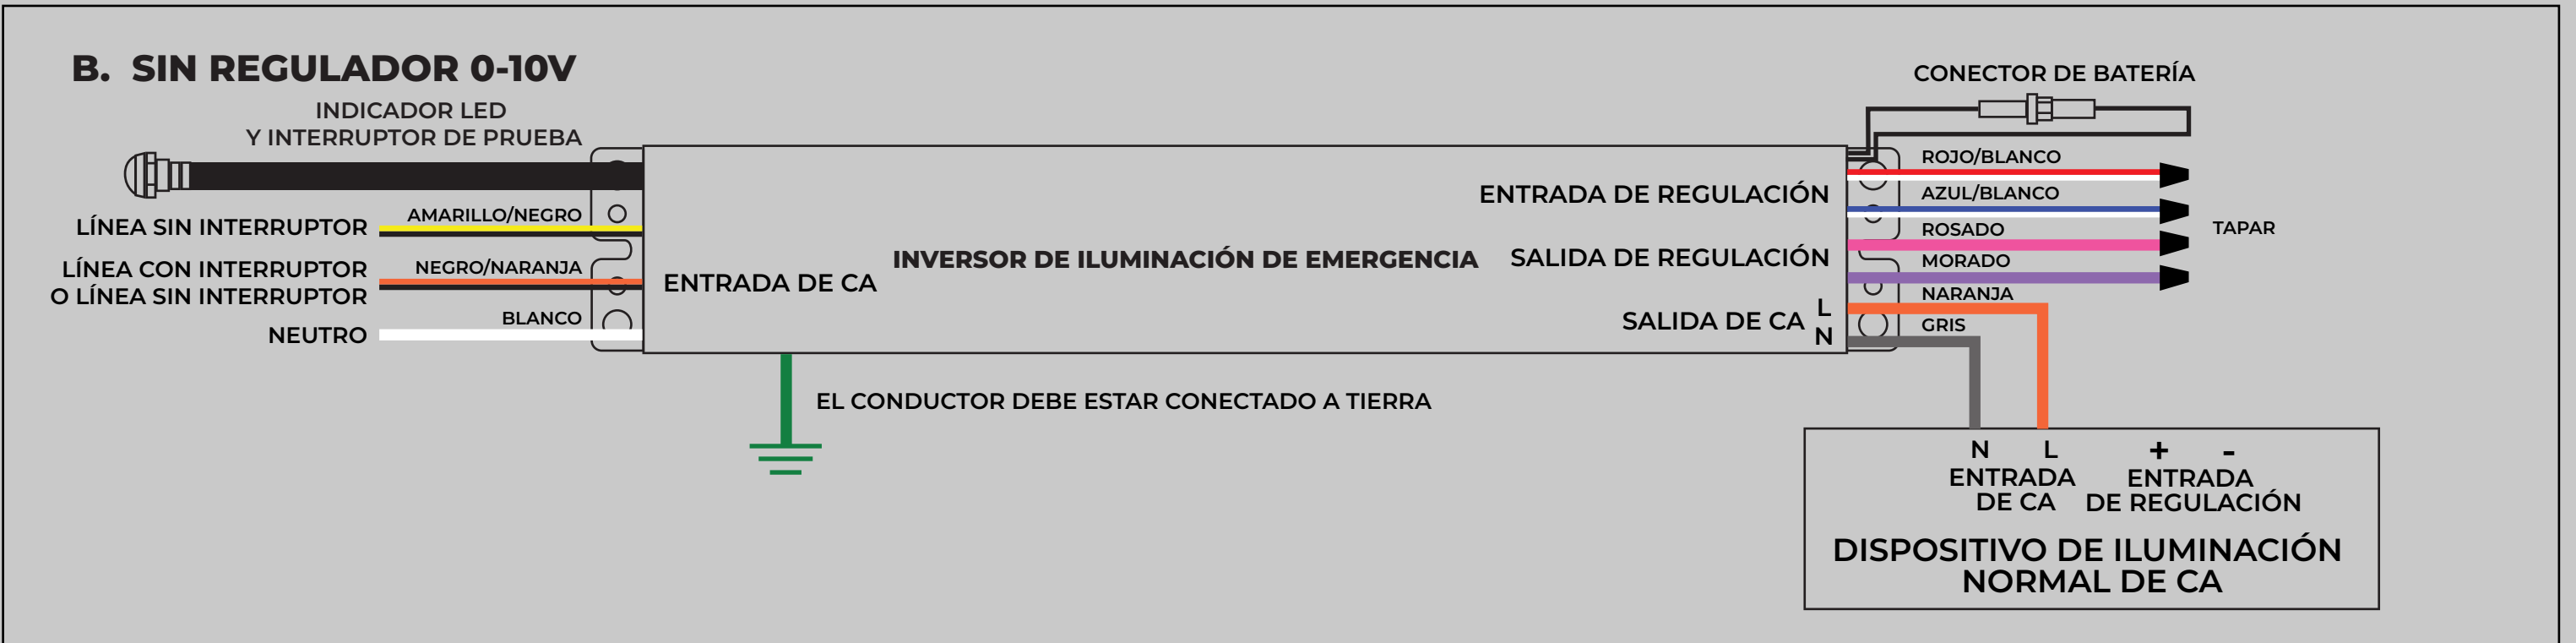 B. SIN REGULADOR 0-10V
INDICADOR LED
Y INTERRUPTOR DE PRUEBA
LÍNEA SIN INTERRUPTOR
AMARILLO/NEGRO
LÍNEA CON INTERRUPTOR
O LÍNEA SIN INTERRUPTOR
NEGRO/NARANJA
NEUTRO
BLANCO
ENTRADA DE CA
INVERSOR DE ILUMINACIÓN DE EMERGENCIA
EL CONDUCTOR DEBE ESTAR CONECTADO A TIERRA
ENTRADA DE REGULACIÓN
SALIDA DE REGULACIÓN
SALIDA DE CA
L
N
CONECTOR DE BATERÍA
ROJO/BLANCO
AZUL/BLANCO
ROSADO
MORADO
NARANJA
GRIS
TAPAR
N L + -
ENTRADA
DE CA
ENTRADA
DE REGULACIÓN
DISPOSITIVO DE ILUMINACIÓN
NORMAL DE CA